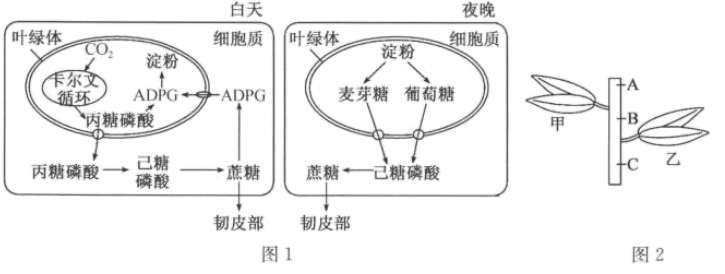 白天
叶绿体
细胞质
CO₂
淀粉
卡尔文
循环
ADPG
ADPG
丙糖磷酸
丙糖磷酸
己糖
磷酸
蔗糖
韧皮部
夜晚
叶绿体
细胞质
淀粉
麦芽糖
葡萄糖
蔗糖
己糖磷酸
韧皮部
图1
A
B
C
甲
乙
图2